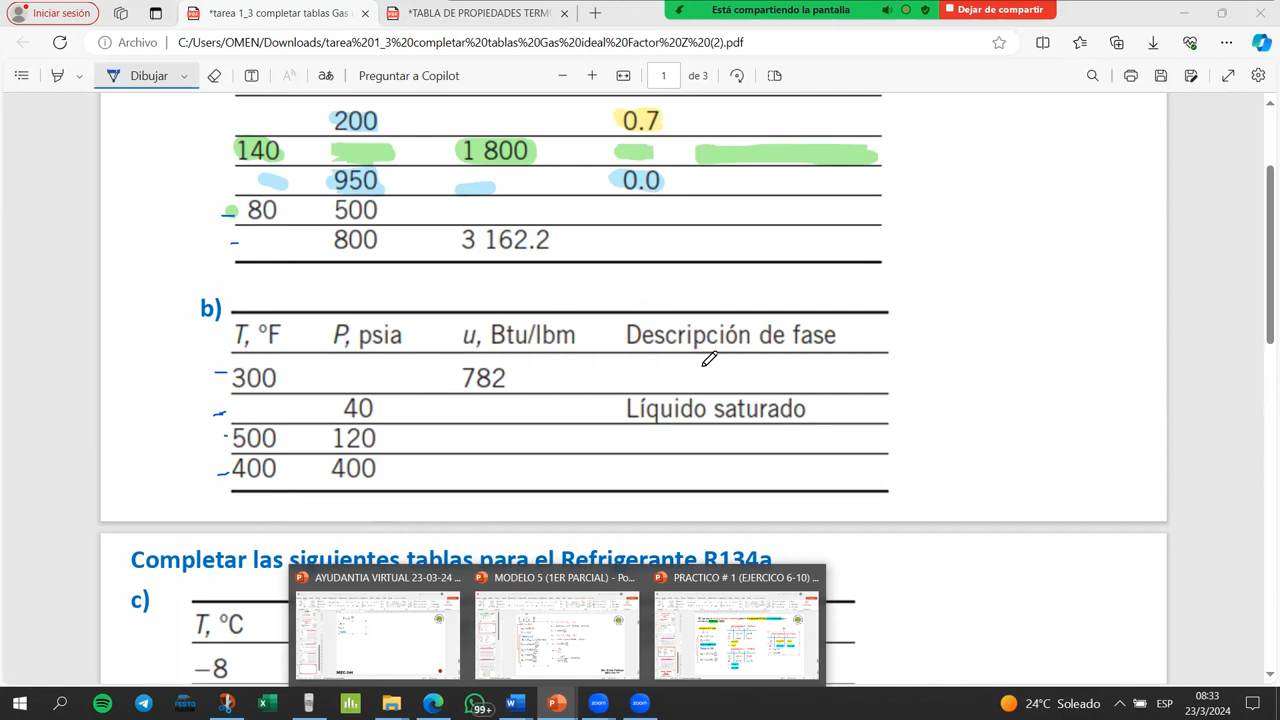 Iniciar sesión
*tarea 1_3 completar tablas Gas
*TABLA DE PROPIEDADES TERMO
Está compartiendo la pantalla
Dejar de compartir
Archivo
C:/Users/OMEN/Downloads/tarea%201_3%20completar%20tablas%20Gas%20ideal%20Factor%20Z%20(2).pdf
Dibujar
Preguntar a Copilot
1
de 3
200 0.7
140 1 800
950 0.0
80 500
800 3 162.2
b)
T, °F P, psia u, Btu/lbm Descripción de fase
300 782
40 Líquido saturado
500 120
400 400
Completar las siguientes tablas para el Refrigerante R134a
c)
T, °C
−8
AYUDANTIA VIRTUAL 23-03-24 ...
MODELO 5 (1ER PARCIAL) - Po...
PRACTICO # 1 (EJERCICO 6-10) ...
FESTO
99+
24°C Soleado
ESP
08:33
23/3/2024